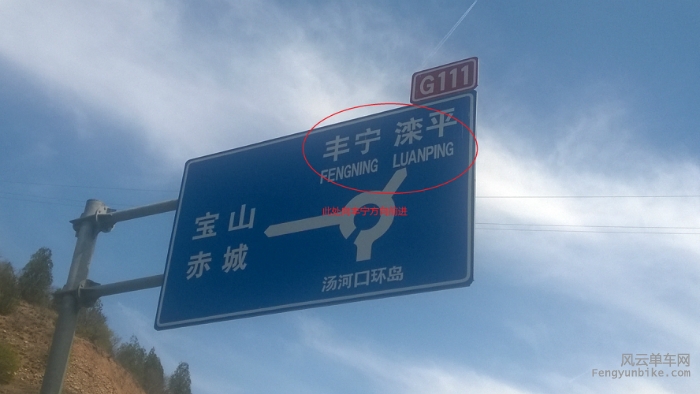 G111
丰宁 滦平
FENGNING LUANPING
宝山
赤城
汤河口环岛
风云单车网
Fengyunbike.com